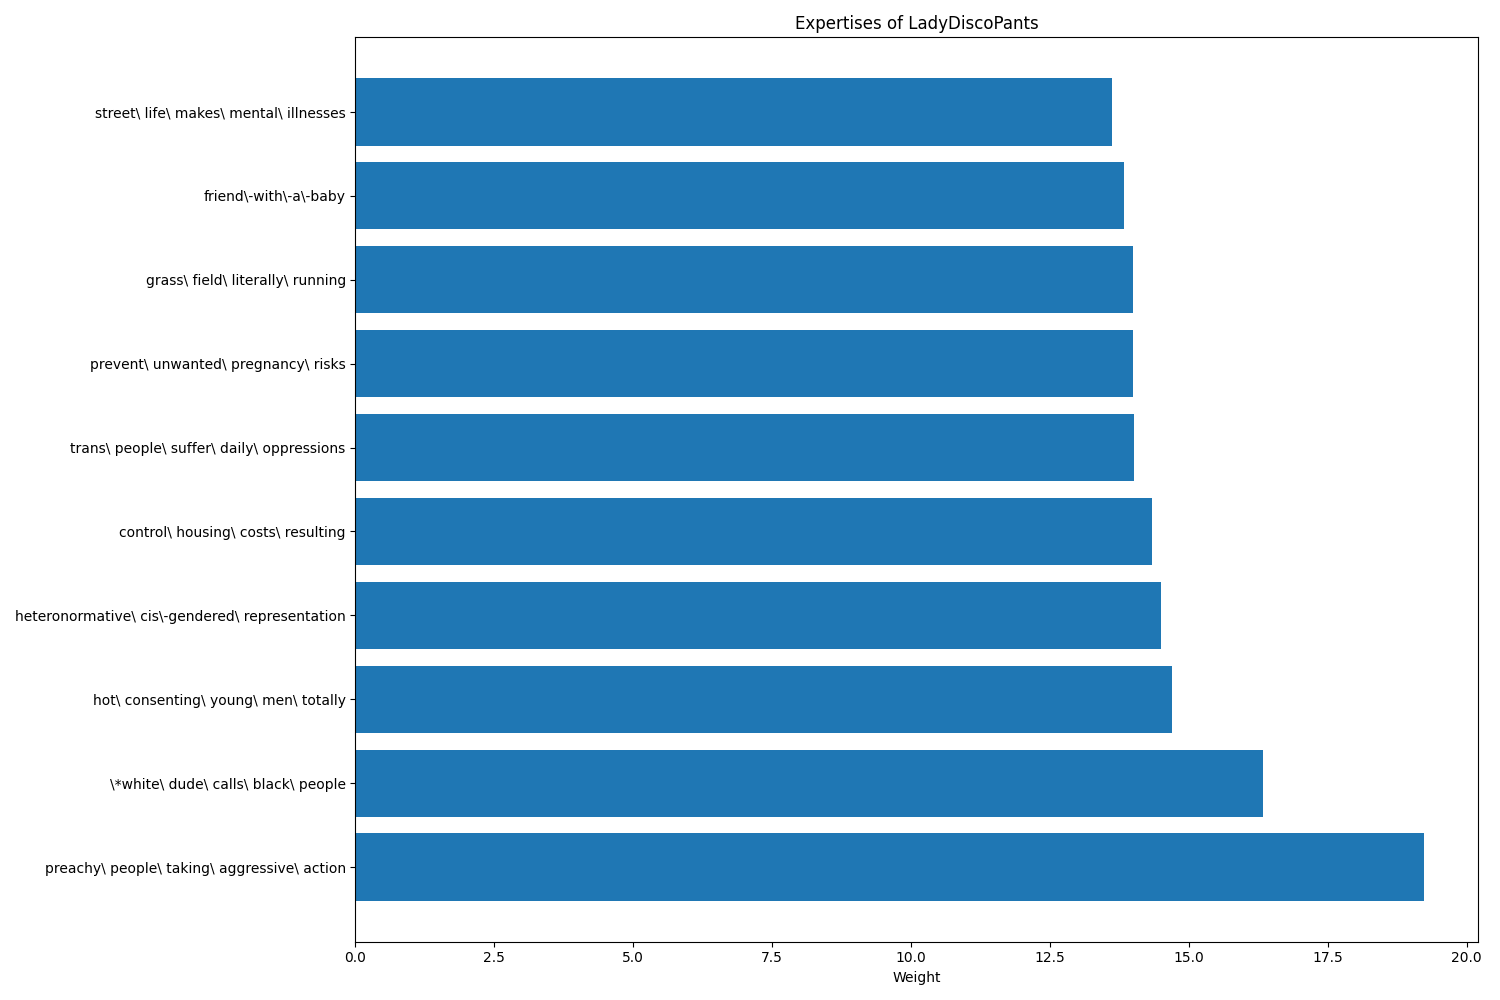 Expertises of LadyDiscoPants
street\ life\ makes\ mental\ illnesses
friend\-with\-a\-baby
grass\ field\ literally\ running
prevent\ unwanted\ pregnancy\ risks
trans\ people\ suffer\ daily\ oppressions
control\ housing\ costs\ resulting
heteronormative\ cis\-gendered\ representation
hot\ consenting\ young\ men\ totally
\*white\ dude\ calls\ black\ people
preachy\ people\ taking\ aggressive\ action
0.0 2.5 5.0 7.5 10.0 12.5 15.0 17.5 20.0
Weight